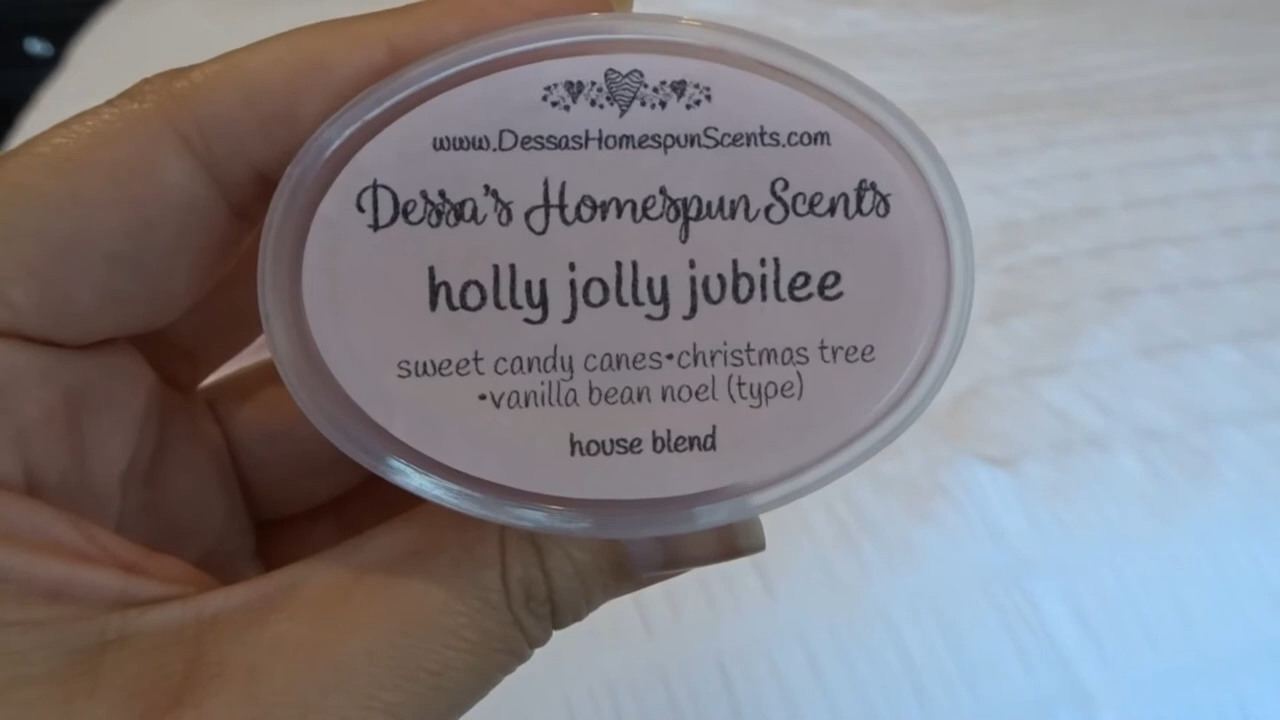 www.DessasHomespunScents.com
Dessa's Homespun Scents
holly jolly jubilee
sweet candy canes•christmas tree
•vanilla bean noel (type)
house blend